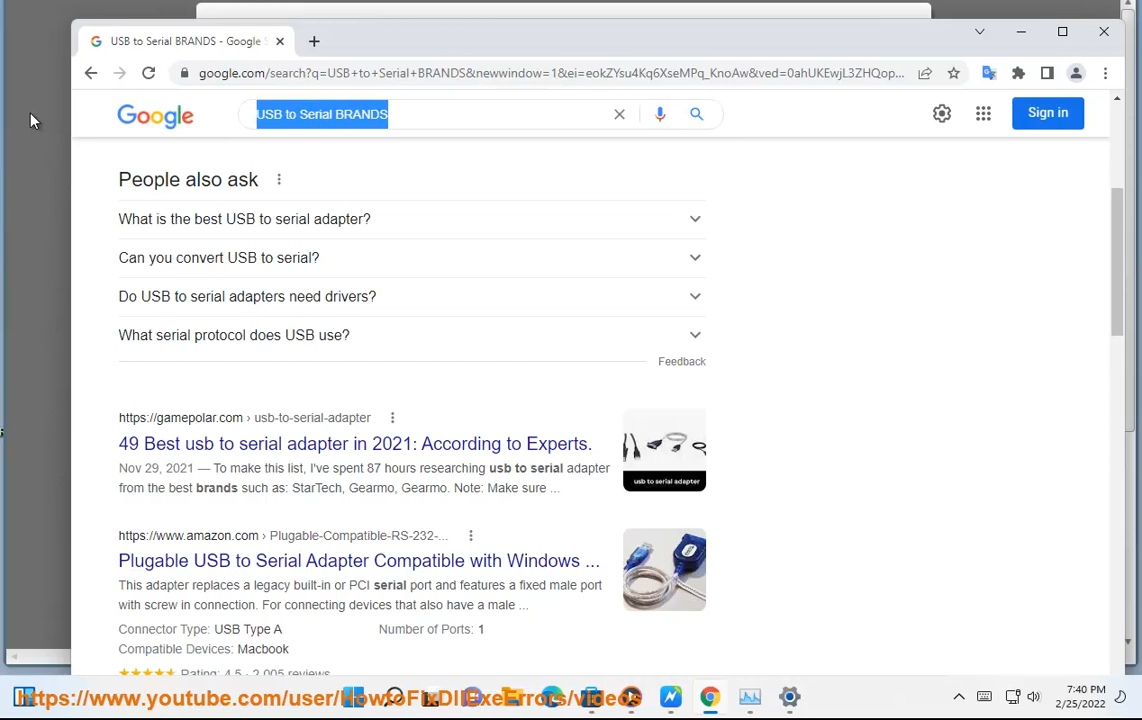 USB to Serial BRANDS - Google S
google.com/search?q=USB+to+Serial+BRANDS&newwindow=1&ei=eokZYsu4Kq6XseMPq_KnoAw&ved=0ahUKEwjL3ZHQop...
Google
USB to Serial BRANDS
Sign in
People also ask
What is the best USB to serial adapter?
Can you convert USB to serial?
Do USB to serial adapters need drivers?
What serial protocol does USB use?
Feedback
https://gamepolar.com › usb-to-serial-adapter
49 Best usb to serial adapter in 2021: According to Experts.
Nov 29, 2021 — To make this list, I've spent 87 hours researching usb to serial adapter
from the best brands such as: StarTech, Gearmo, Gearmo. Note: Make sure ...
usb to serial adapter
https://www.amazon.com › Plugable-Compatible-RS-232-...
Plugable USB to Serial Adapter Compatible with Windows ...
This adapter replaces a legacy built-in or PCI serial port and features a fixed male port
with screw in connection. For connecting devices that also have a male ...
Connector Type: USB Type A Number of Ports: 1
Compatible Devices: Macbook
Rating: 4.5 · 2,005 reviews
https://www.youtube.com/user/HowtoFixDllExeErrors/videos
7:40 PM
2/25/2022